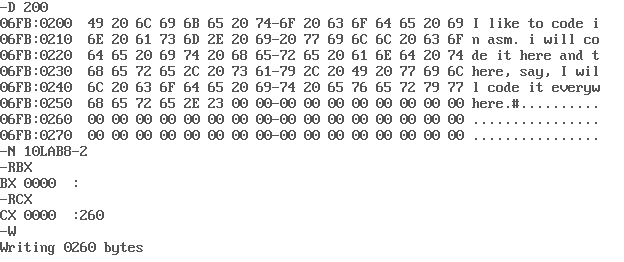 -D 200
06FB:0200  49 20 6C 69 6B 65 20 74-6F 20 63 6F 64 65 20 69 I like to code i
06FB:0210  6E 20 61 73 6D 2E 20 69-20 77 69 6C 6C 20 63 6F n asm. i will co
06FB:0220  64 65 20 69 74 20 68 65-72 65 20 61 6E 64 20 74 de it here and t
06FB:0230  68 65 72 65 2C 20 73 61-79 2C 20 49 20 77 69 6C here, say, I wil
06FB:0240  6C 20 63 6F 64 65 20 69-74 20 65 76 65 72 79 77 l code it everyw
06FB:0250  68 65 72 65 2E 23 00 00-00 00 00 00 00 00 00 00 here.#..........
06FB:0260  00 00 00 00 00 00 00 00-00 00 00 00 00 00 00 00 ................
06FB:0270  00 00 00 00 00 00 00 00-00 00 00 00 00 00 00 00 ................
-N 10LAB8-2
-RBX
BX 0000  :
-RCX
CX 0000  :260
-W
Writing 0260 bytes